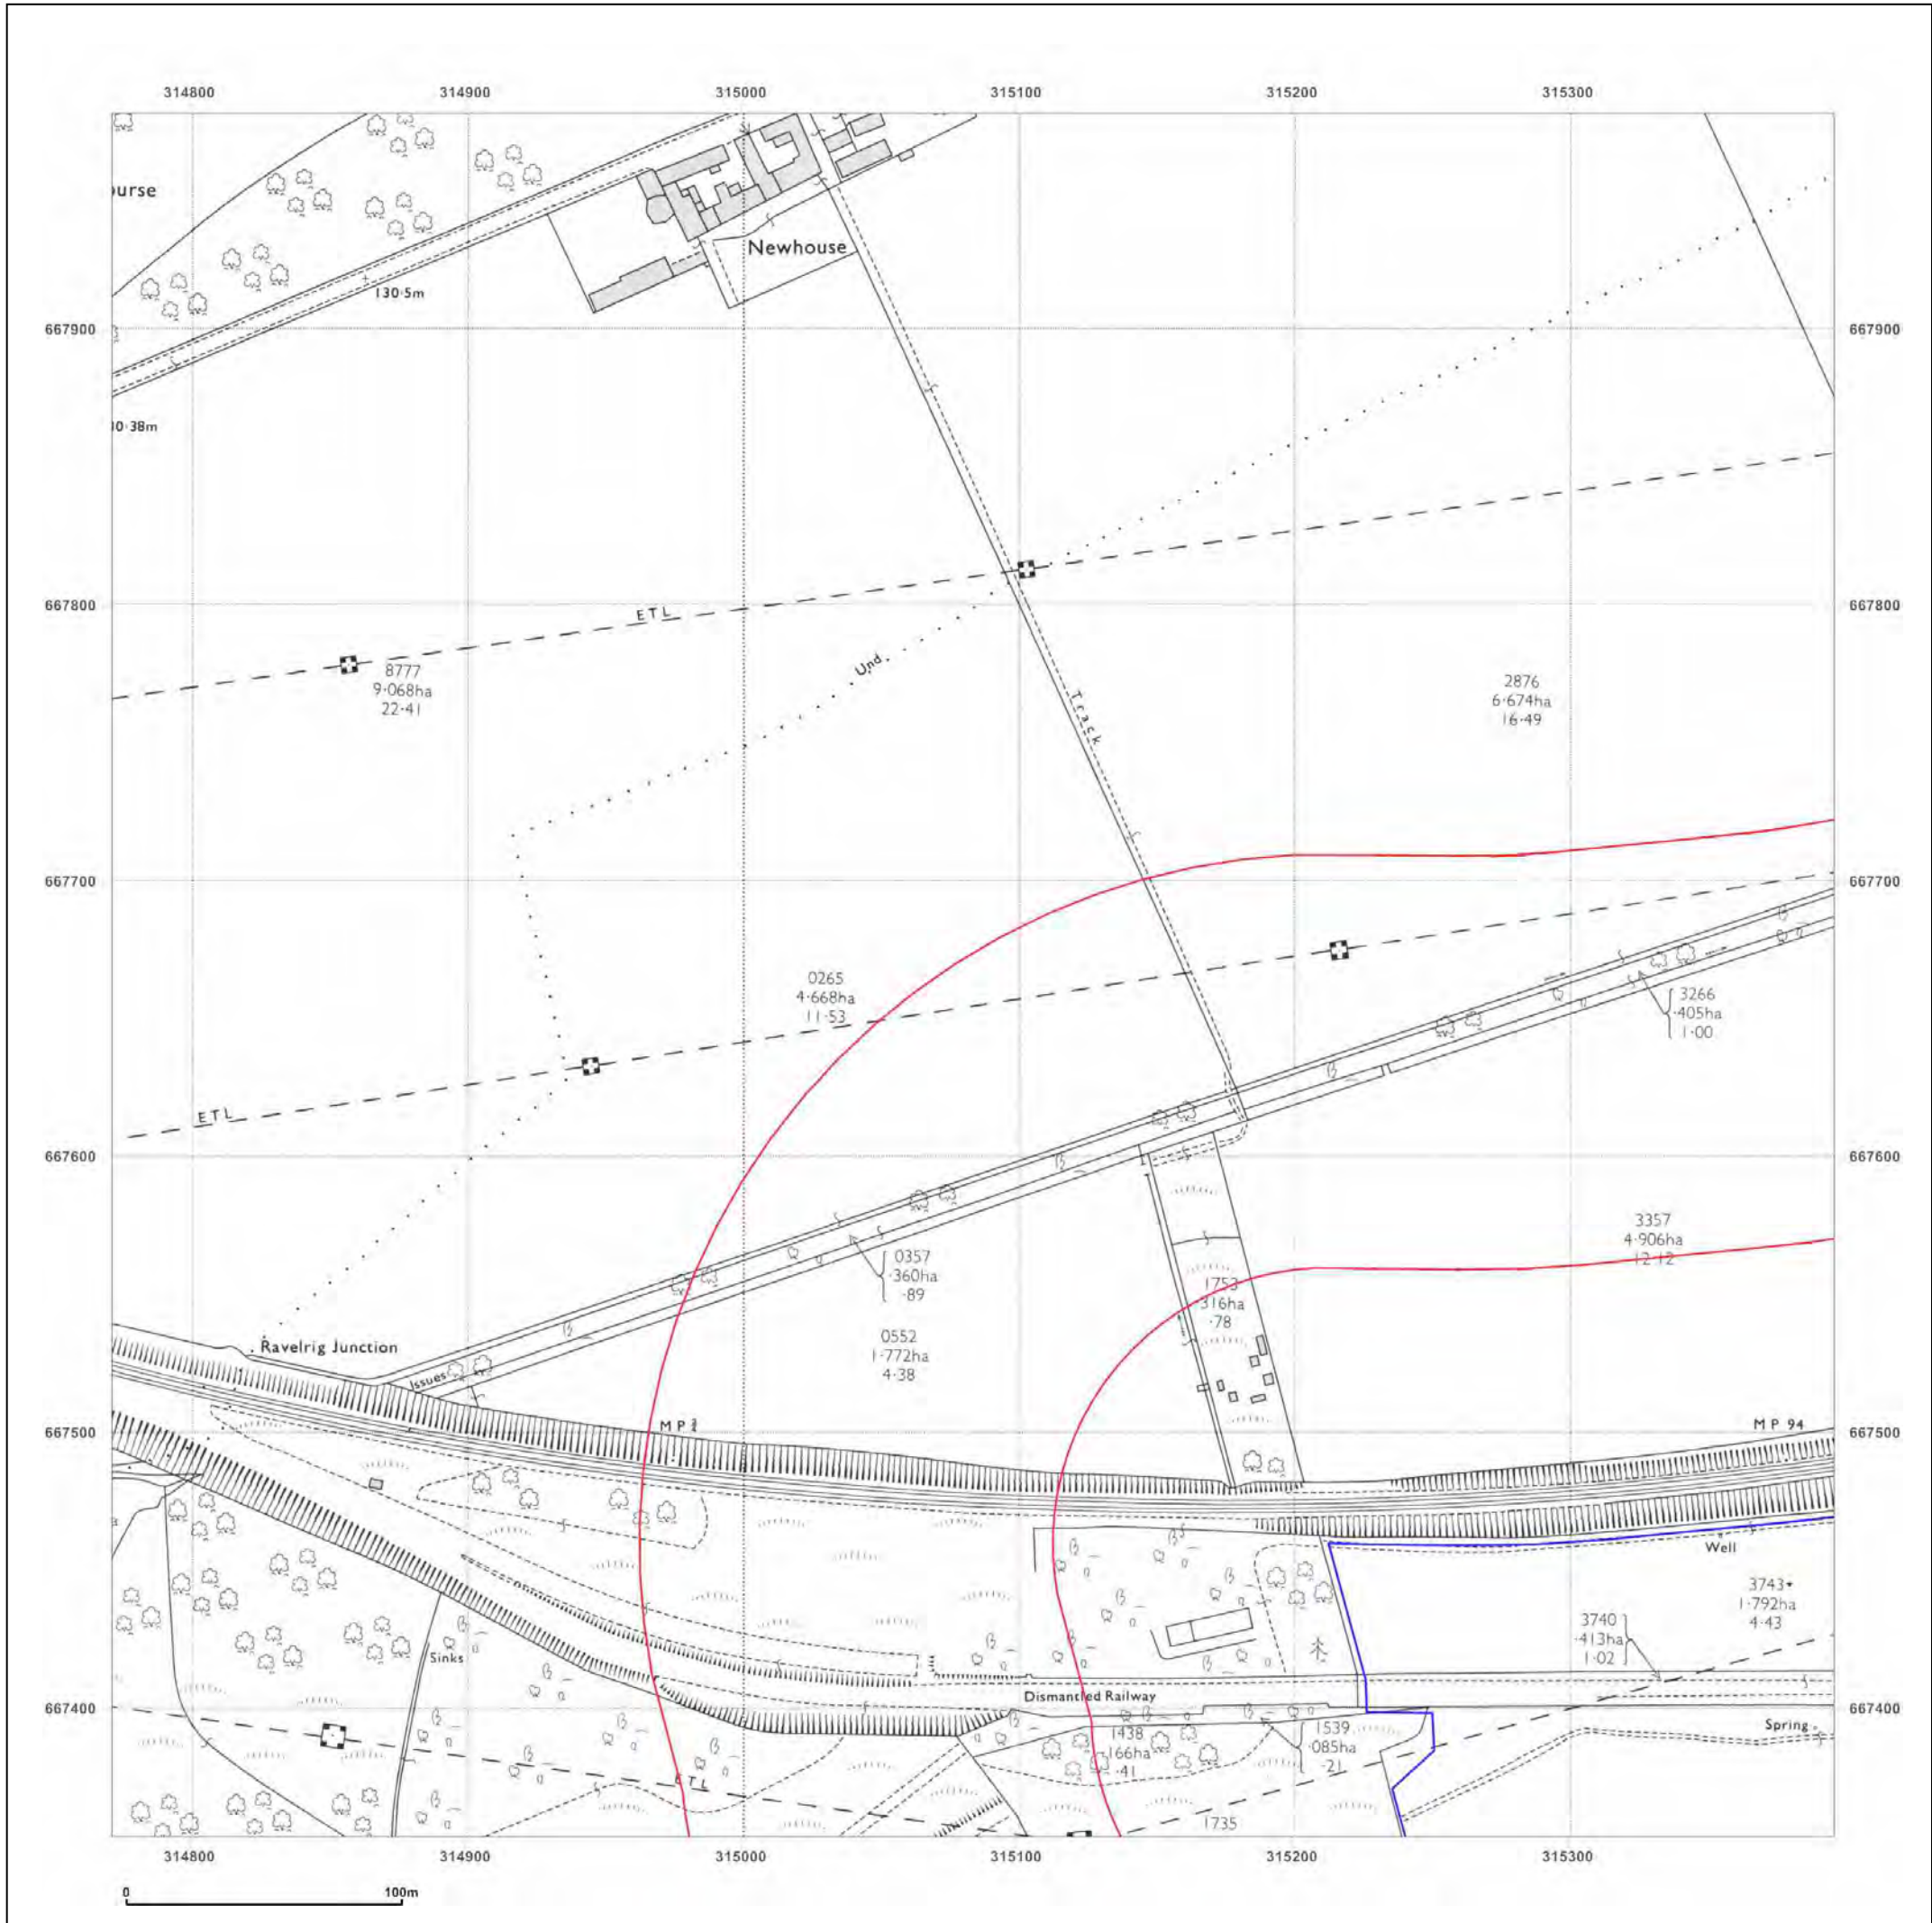 314800 314900 315000 315100 315200 315300
urse
Newhouse
130·5m
667900 667900
0·38m
667800 667800
ETL
Und.
8777
9·068ha
22·41
Track
2876
6·674ha
16·49
667700 667700
0265
4·668ha
11·53
3266
·405ha
1·00
ETL
667600 667600
3357
4·906ha
12·12
0357
·360ha
·89
1753
·316ha
·78
0552
1·772ha
4·38
Ravelrig Junction
Issues
667500 667500
MP ¾
MP 94
Well
3743
1·792ha
4·43
3740
·413ha
1·02
Sinks
Dismantled Railway
667400 667400
1438
·166ha
·41
1539
·085ha
·21
Spring
ETL
1735
314800 314900 315000 315100 315200 315300
0 100m